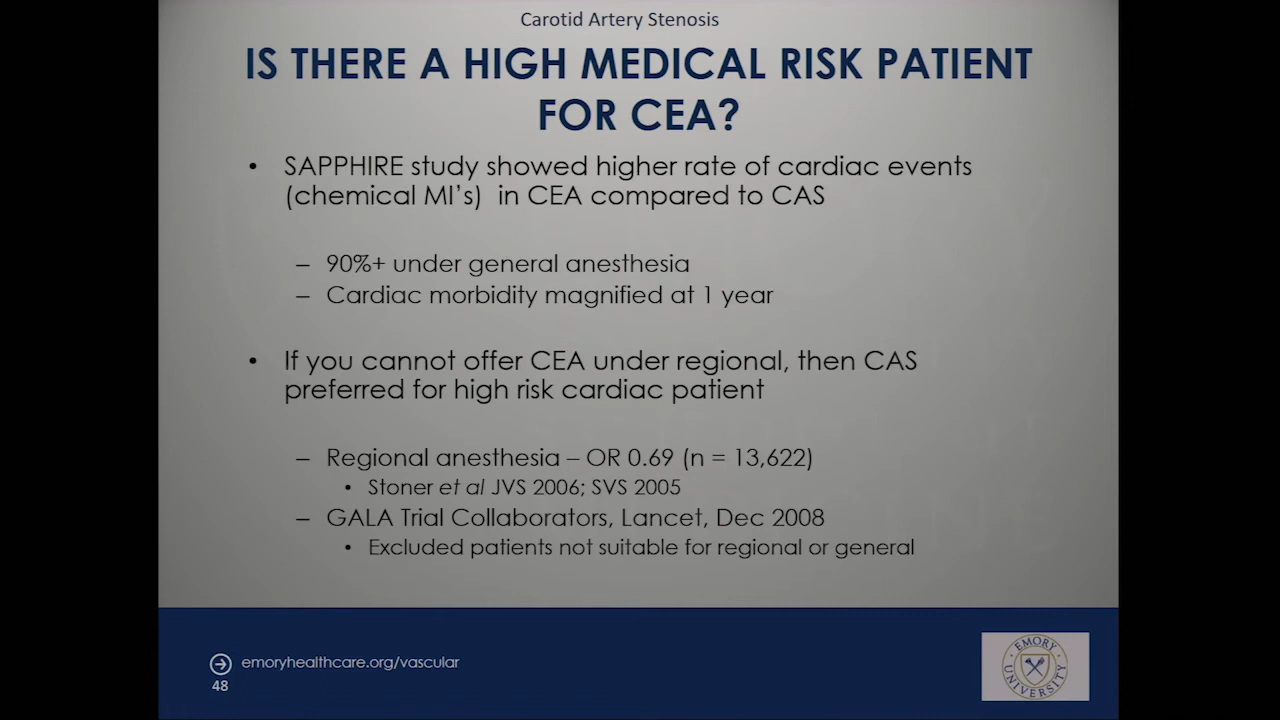 Carotid Artery Stenosis
IS THERE A HIGH MEDICAL RISK PATIENT
FOR CEA?
• SAPPHIRE study showed higher rate of cardiac events
(chemical MI's) in CEA compared to CAS
– 90%+ under general anesthesia
– Cardiac morbidity magnified at 1 year
• If you cannot offer CEA under regional, then CAS
preferred for high risk cardiac patient
– Regional anesthesia – OR 0.69 (n = 13,622)
• Stoner et al JVS 2006; SVS 2005
– GALA Trial Collaborators, Lancet, Dec 2008
• Excluded patients not suitable for regional or general
emoryhealthcare.org/vascular
48
EMORY
UNIVERSITY